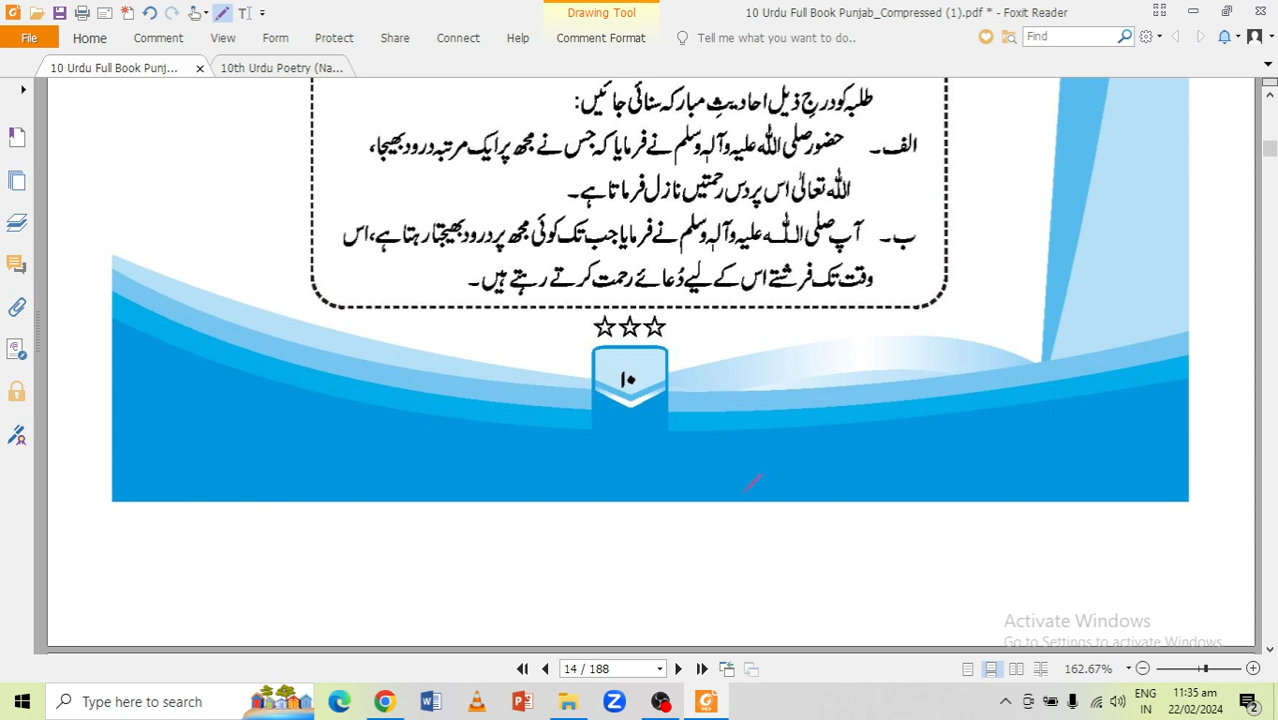 Drawing Tool
10 Urdu Full Book Punjab_Compressed (1).pdf * - Foxit Reader
File Home Comment View Form Protect Share Connect Help Comment Format Tell me what you want to do.. Find
10 Urdu Full Book Punj... 10th Urdu Poetry (Na...
طلبہ کو درجِ ذیل احادیثِ مبارکہ سنائی جائیں:
الف۔ حضور صلی اللہ علیہ وآلہٖ وسلم نے فرمایا کہ جس نے مجھ پر ایک مرتبہ درود بھیجا،
اللہ تعالیٰ اس پر دس رحمتیں نازل فرماتا ہے۔
ب۔ آپ صلی اللہ علیہ وآلہٖ وسلم نے فرمایا جب تک کوئی مجھ پر درود بھیجتا رہتا ہے، اس
وقت تک فرشتے اس کے لیے دُعائے رحمت کرتے رہتے ہیں۔
☆☆☆
۱۰
Activate Windows
Go to Settings to activate Windows.
14 / 188 162.67%
Type here to search ENG 11:35 am
IN 22/02/2024 2